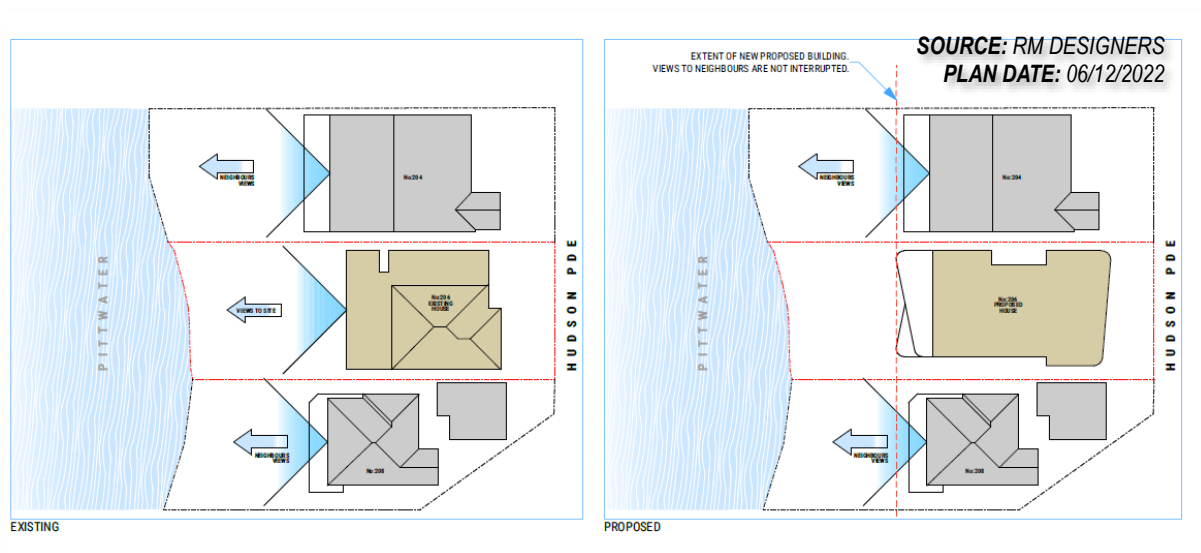 SOURCE: RM DESIGNERS
PLAN DATE: 06/12/2022
EXTENT OF NEW PROPOSED BUILDING.
VIEWS TO NEIGHBOURS ARE NOT INTERRUPTED.
PITTWATER
NEIGHBOURS
VIEWS
No:204
VIEWS TO SITE
No:206
EXISTING
HOUSE
NEIGHBOURS
VIEWS
No:208
HUDSON PDE
EXISTING
PITTWATER
NEIGHBOURS
VIEWS
No:204
No:206
PROPOSED
HOUSE
NEIGHBOURS
VIEWS
No:208
HUDSON PDE
PROPOSED